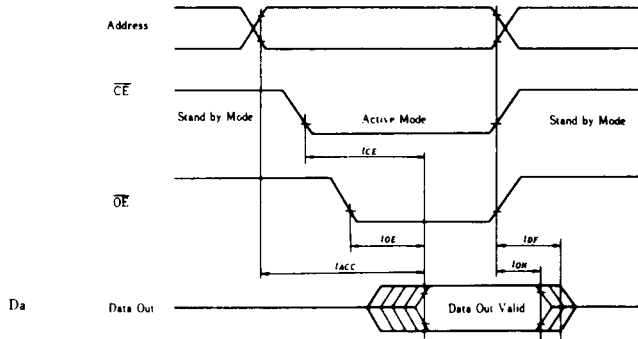 Address
CE
Stand by Mode
Active Mode
Stand by Mode
tCE
OE
tOE
tDF
tACC
tOH
Da
Data Out
Data Out Valid